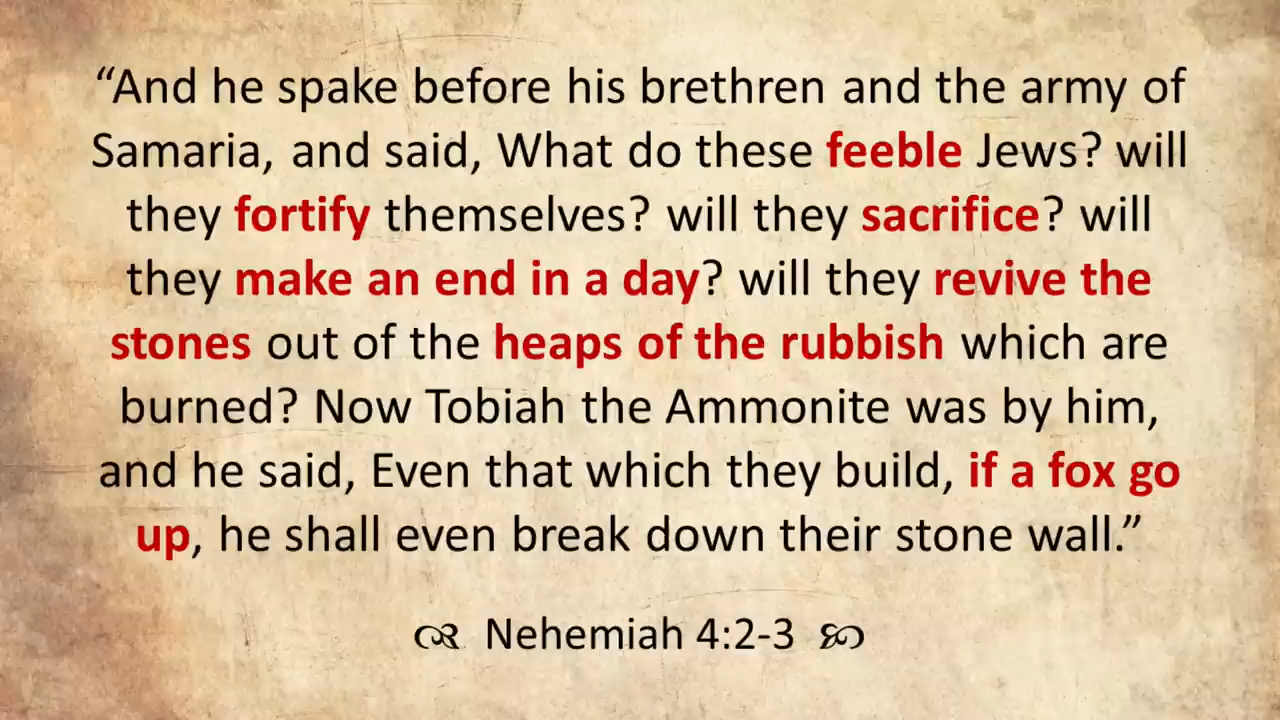 “And he spake before his brethren and the army of
Samaria, and said, What do these feeble Jews? will
they fortify themselves? will they sacrifice? will
they make an end in a day? will they revive the
stones out of the heaps of the rubbish which are
burned? Now Tobiah the Ammonite was by him,
and he said, Even that which they build, if a fox go
up, he shall even break down their stone wall.”
Nehemiah 4:2-3